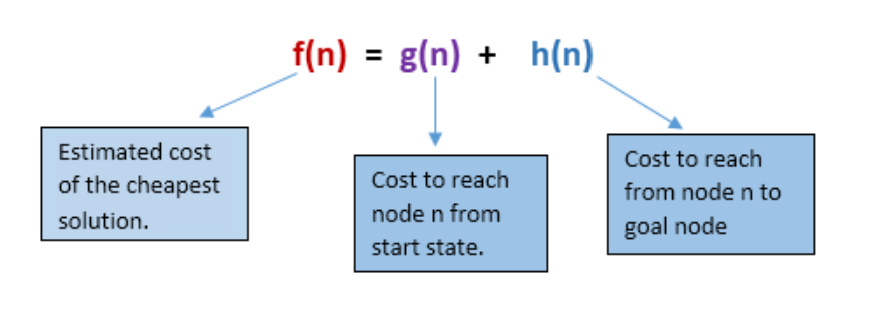 f(n) = g(n) + h(n)
Estimated cost
of the cheapest
solution.
Cost to reach
node n from
start state.
Cost to reach
from node n to
goal node